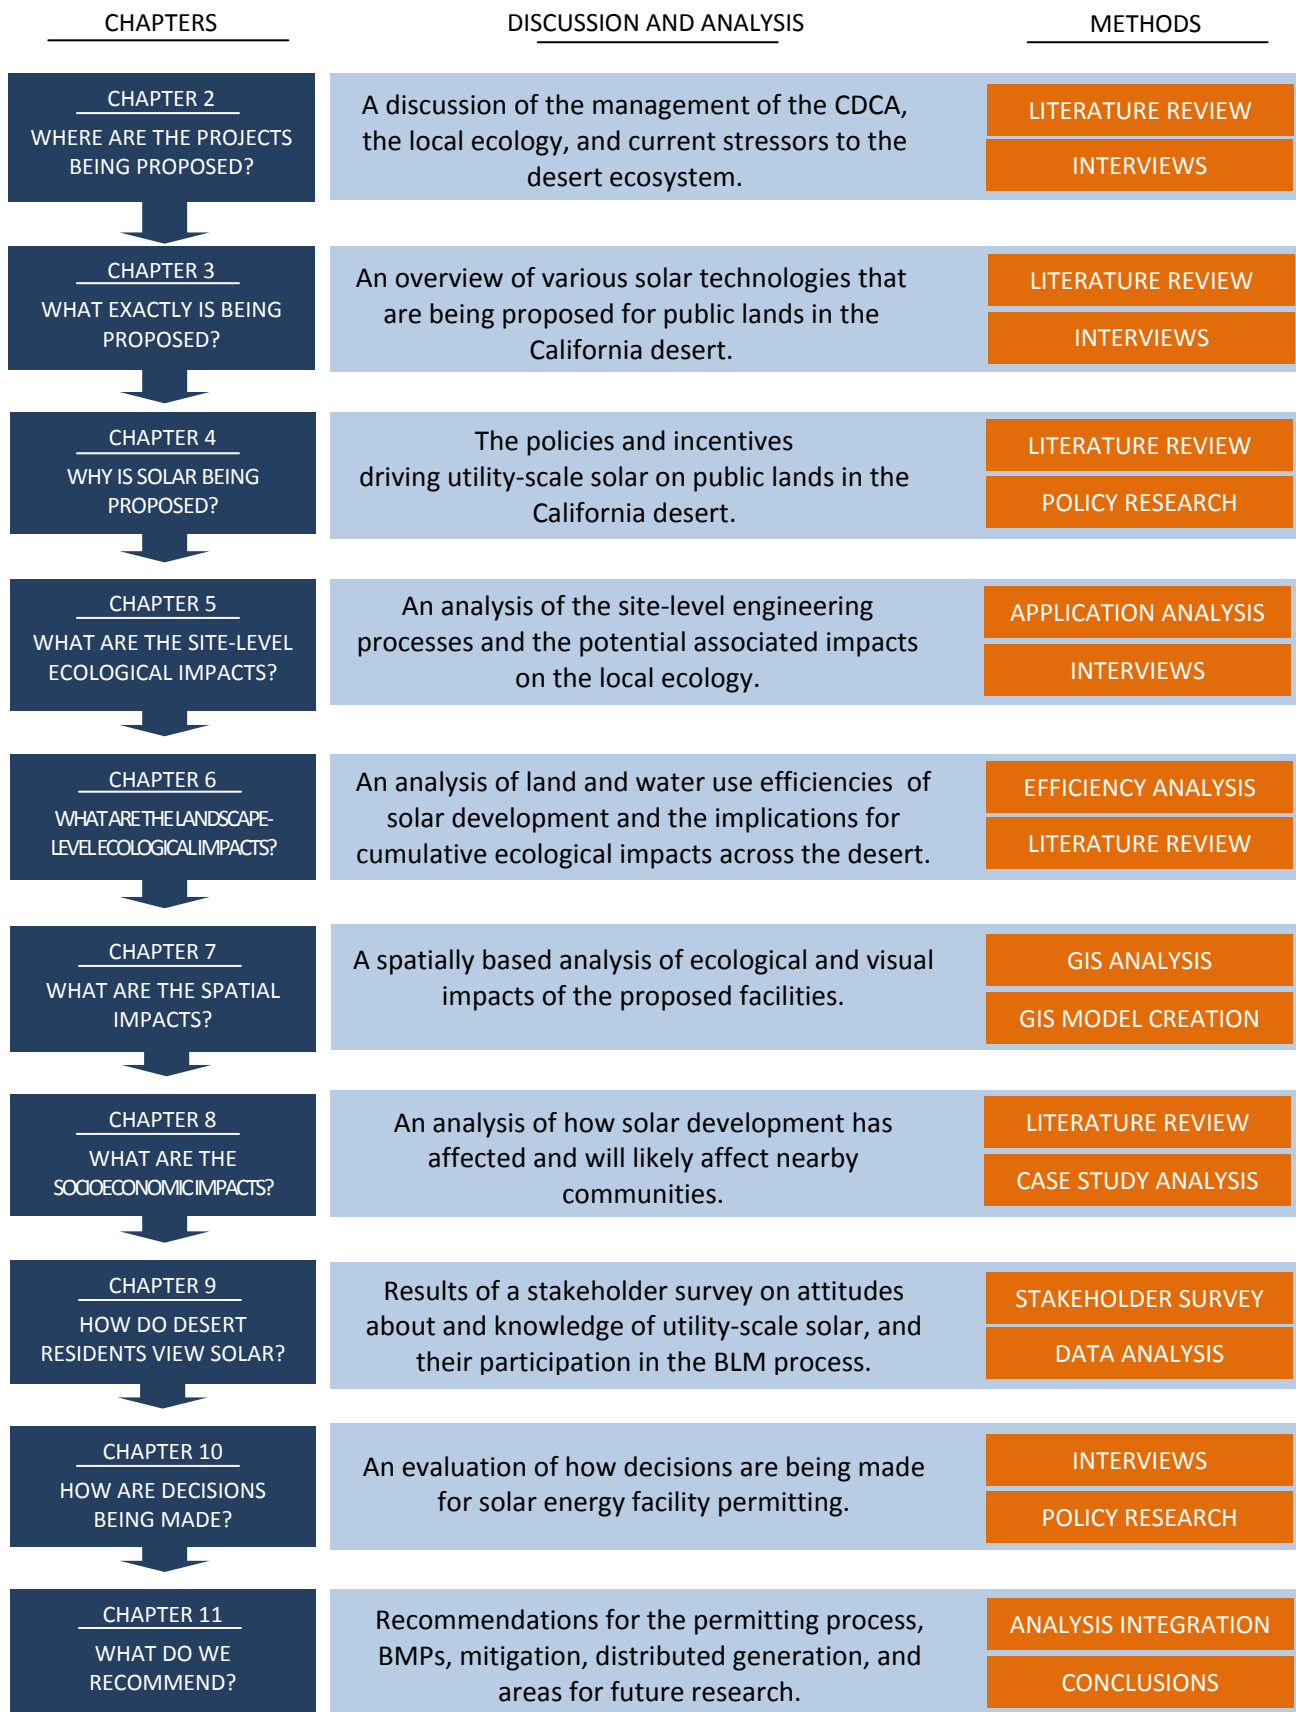 CHAPTERS
DISCUSSION AND ANALYSIS
METHODS
CHAPTER 2
WHERE ARE THE PROJECTS
BEING PROPOSED?
A discussion of the management of the CDCA,
the local ecology, and current stressors to the
desert ecosystem.
LITERATURE REVIEW
INTERVIEWS
CHAPTER 3
WHAT EXACTLY IS BEING
PROPOSED?
An overview of various solar technologies that
are being proposed for public lands in the
California desert.
LITERATURE REVIEW
INTERVIEWS
CHAPTER 4
WHY IS SOLAR BEING
PROPOSED?
The policies and incentives
driving utility-scale solar on public lands in the
California desert.
LITERATURE REVIEW
POLICY RESEARCH
CHAPTER 5
WHAT ARE THE SITE-LEVEL
ECOLOGICAL IMPACTS?
An analysis of the site-level engineering
processes and the potential associated impacts
on the local ecology.
APPLICATION ANALYSIS
INTERVIEWS
CHAPTER 6
WHAT ARE THE LANDSCAPE-
LEVEL ECOLOGICAL IMPACTS?
An analysis of land and water use efficiencies of
solar development and the implications for
cumulative ecological impacts across the desert.
EFFICIENCY ANALYSIS
LITERATURE REVIEW
CHAPTER 7
WHAT ARE THE SPATIAL
IMPACTS?
A spatially based analysis of ecological and visual
impacts of the proposed facilities.
GIS ANALYSIS
GIS MODEL CREATION
CHAPTER 8
WHAT ARE THE
SOCIOECONOMIC IMPACTS?
An analysis of how solar development has
affected and will likely affect nearby
communities.
LITERATURE REVIEW
CASE STUDY ANALYSIS
CHAPTER 9
HOW DO DESERT
RESIDENTS VIEW SOLAR?
Results of a stakeholder survey on attitudes
about and knowledge of utility-scale solar, and
their participation in the BLM process.
STAKEHOLDER SURVEY
DATA ANALYSIS
CHAPTER 10
HOW ARE DECISIONS
BEING MADE?
An evaluation of how decisions are being made
for solar energy facility permitting.
INTERVIEWS
POLICY RESEARCH
CHAPTER 11
WHAT DO WE
RECOMMEND?
Recommendations for the permitting process,
BMPs, mitigation, distributed generation, and
areas for future research.
ANALYSIS INTEGRATION
CONCLUSIONS